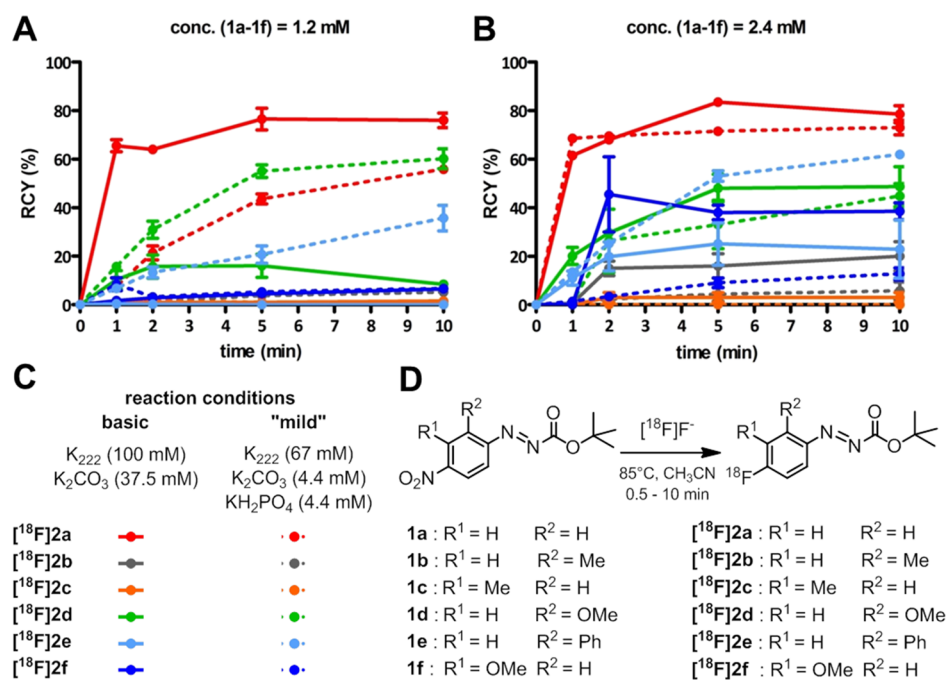 A
conc. (1a-1f) = 1.2 mM
100
80
60
40
20
0
RCY (%)
0 1 2 3 4 5 6 7 8 9 10
time (min)
B
conc. (1a-1f) = 2.4 mM
100
80
60
40
20
0
RCY (%)
0 1 2 3 4 5 6 7 8 9 10
time (min)
C
reaction conditions
basic "mild"
K₂₂₂ (100 mM) K₂₂₂ (67 mM)
K₂CO₃ (37.5 mM) K₂CO₃ (4.4 mM)
KH₂PO₄ (4.4 mM)
[¹⁸F]2a
[¹⁸F]2b
[¹⁸F]2c
[¹⁸F]2d
[¹⁸F]2e
[¹⁸F]2f
D
R²
R¹
O₂N
N
N
O
O
[¹⁸F]F⁻
85°C, CH₃CN
0.5 - 10 min
R²
R¹
¹⁸F
N
N
O
O
1a : R¹ = H R² = H
1b : R¹ = H R² = Me
1c : R¹ = Me R² = H
1d : R¹ = H R² = OMe
1e : R¹ = H R² = Ph
1f : R¹ = OMe R² = H
[¹⁸F]2a : R¹ = H R² = H
[¹⁸F]2b : R¹ = H R² = Me
[¹⁸F]2c : R¹ = Me R² = H
[¹⁸F]2d : R¹ = H R² = OMe
[¹⁸F]2e : R¹ = H R² = Ph
[¹⁸F]2f : R¹ = OMe R² = H